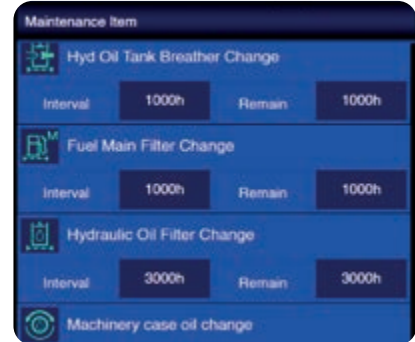 Maintenance Item
Hyd Oil Tank Breather Change
Interval 1000h Remain 1000h
M
Fuel Main Filter Change
Interval 1000h Remain 1000h
Hydraulic Oil Filter Change
Interval 3000h Remain 3000h
Machinery case oil change